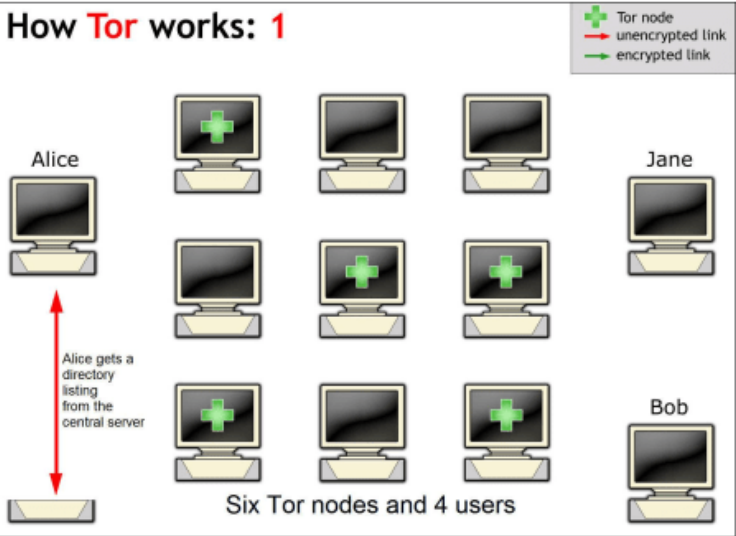 How Tor works: 1
Tor node
unencrypted link
encrypted link
Alice
Jane
Alice gets a
directory
listing
from the
central server
Bob
Six Tor nodes and 4 users